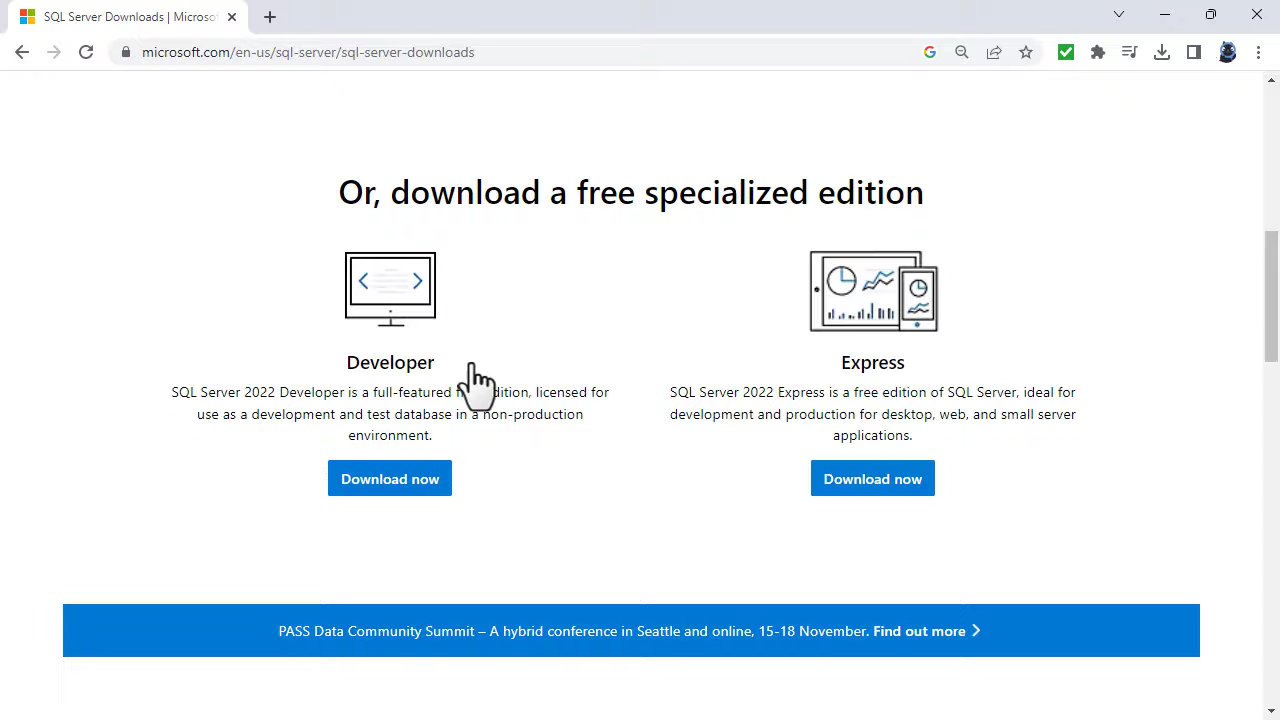 SQL Server Downloads | Microso
microsoft.com/en-us/sql-server/sql-server-downloads
Or, download a free specialized edition
Developer
SQL Server 2022 Developer is a full-featured edition, licensed for
use as a development and test database in a non-production
environment.
Download now
Express
SQL Server 2022 Express is a free edition of SQL Server, ideal for
development and production for desktop, web, and small server
applications.
Download now
PASS Data Community Summit – A hybrid conference in Seattle and online, 15-18 November. Find out more